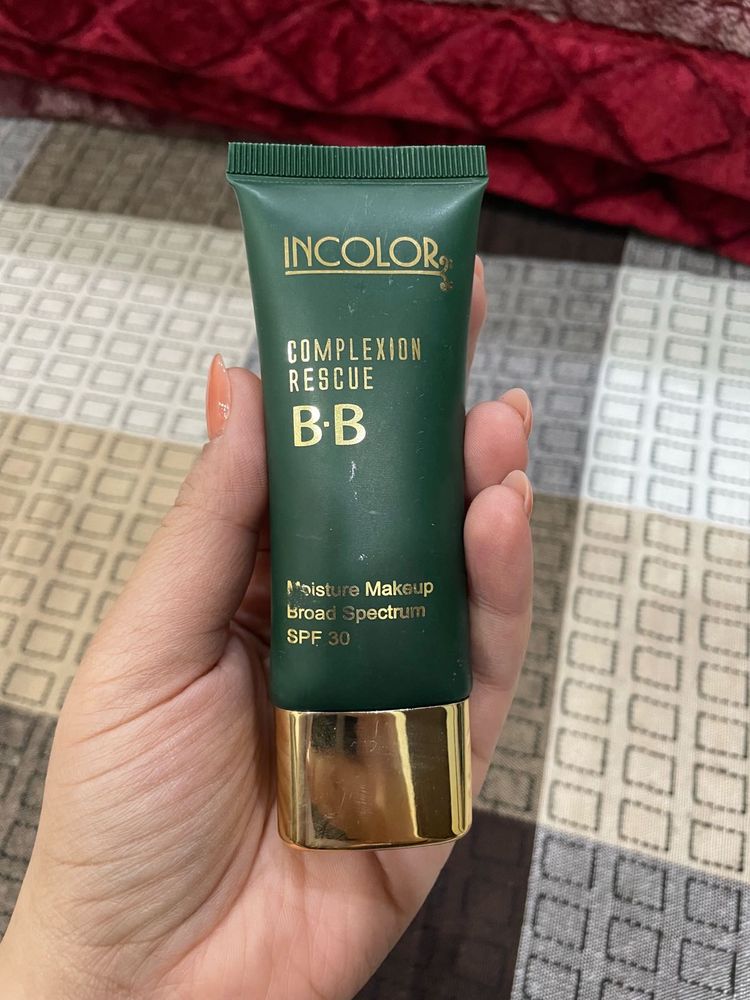 INCOLOR
COMPLEXION
RESCUE
B·B
Moisture Makeup
Broad Spectrum
SPF 30